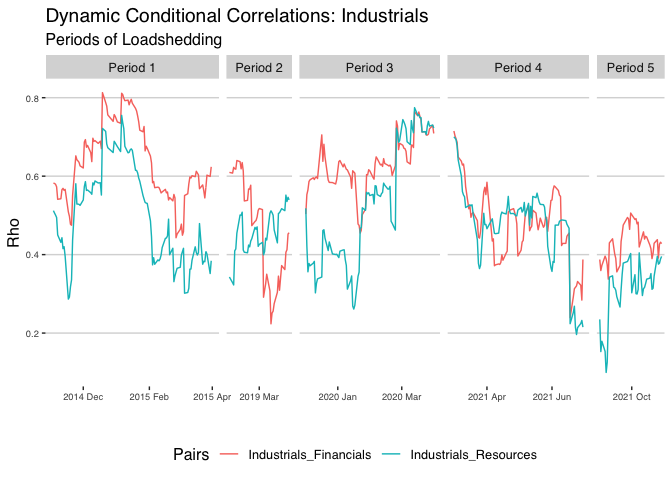 Dynamic Conditional Correlations: Industrials
Periods of Loadshedding
Period 1 Period 2 Period 3 Period 4 Period 5
0.8
0.6
0.4
0.2
Rho
2014 Dec 2015 Feb 2015 Apr 2019 Mar 2020 Jan 2020 Mar 2021 Apr 2021 Jun 2021 Oct
Pairs Industrials_Financials Industrials_Resources